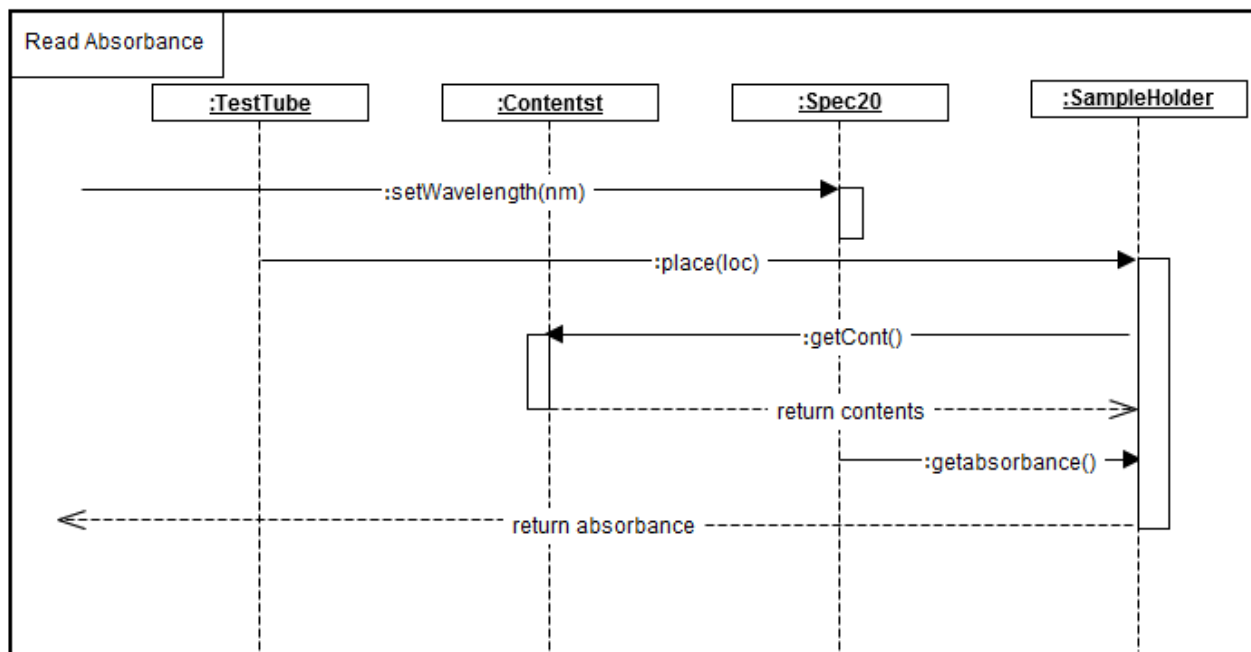 Read Absorbance
:TestTube
:Contentst
:Spec20
:SampleHolder
:setWavelength(nm)
:place(loc)
:getCont()
return contents
:getabsorbance()
return absorbance